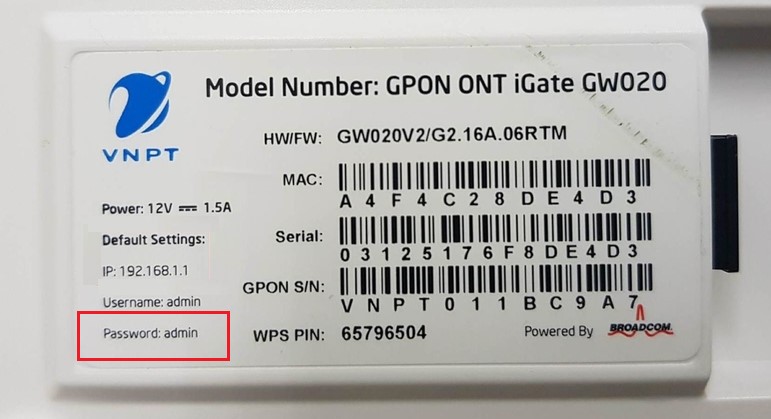 Model Number: GPON ONT iGate GW020
VNPT
HW/FW: GW020V2/G2.16A.06RTM
MAC:
A4F4C28DE4D3
Power: 12V ⎓ 1.5A
Serial:
03125176F8DE4D3
Default Settings:
IP: 192.168.1.1
GPON S/N:
VNPT011BC9A7
Username: admin
Password: admin
WPS PIN: 65796504
Powered By BROADCOM.